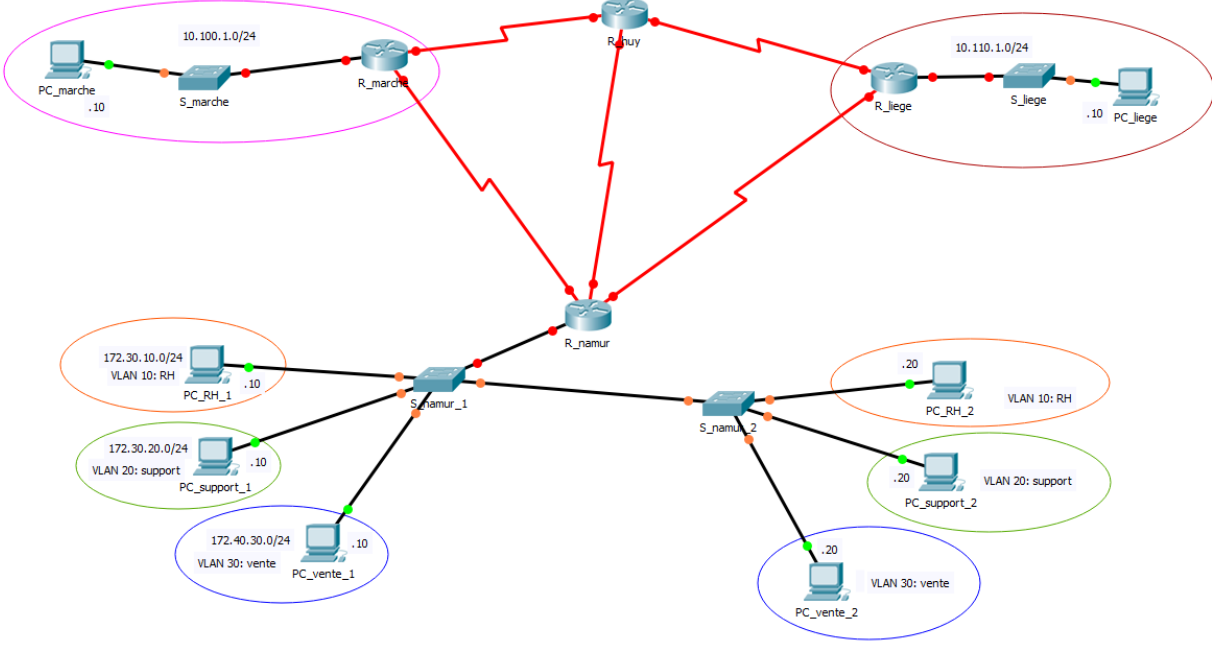 R_huy
10.100.1.0/24
PC_marche
.10
S_marche
R_marche
10.110.1.0/24
R_liege
S_liege
.10
PC_liege
R_namur
172.30.10.0/24
VLAN 10: RH
.10
PC_RH_1
S_namur_1
172.30.20.0/24
VLAN 20: support
.10
PC_support_1
172.40.30.0/24
VLAN 30: vente
.10
PC_vente_1
S_namur_2
.20
PC_RH_2
VLAN 10: RH
.20
PC_support_2
VLAN 20: support
.20
PC_vente_2
VLAN 30: vente